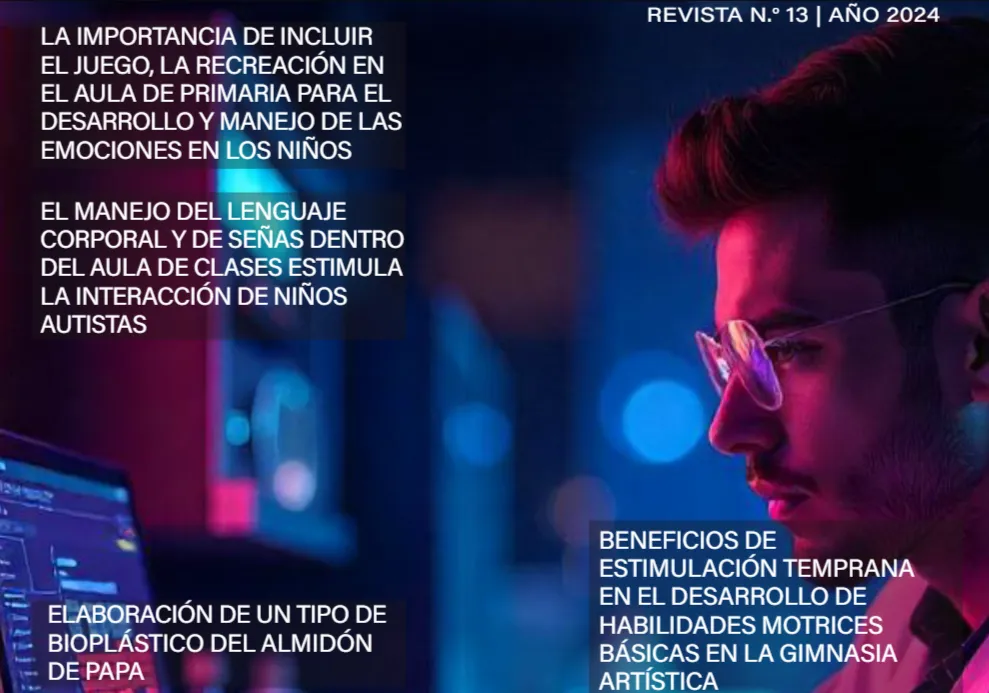 REVISTA N.º 13 | AÑO 2024
LA IMPORTANCIA DE INCLUIR
EL JUEGO, LA RECREACIÓN EN
EL AULA DE PRIMARIA PARA EL
DESARROLLO Y MANEJO DE LAS
EMOCIONES EN LOS NIÑOS
EL MANEJO DEL LENGUAJE
CORPORAL Y DE SEÑAS DENTRO
DEL AULA DE CLASES ESTIMULA
LA INTERACCIÓN DE NIÑOS
AUTISTAS
ELABORACIÓN DE UN TIPO DE
BIOPLÁSTICO DEL ALMIDÓN
DE PAPA
BENEFICIOS DE
ESTIMULACIÓN TEMPRANA
EN EL DESARROLLO DE
HABILIDADES MOTRICES
BÁSICAS EN LA GIMNASIA
ARTÍSTICA